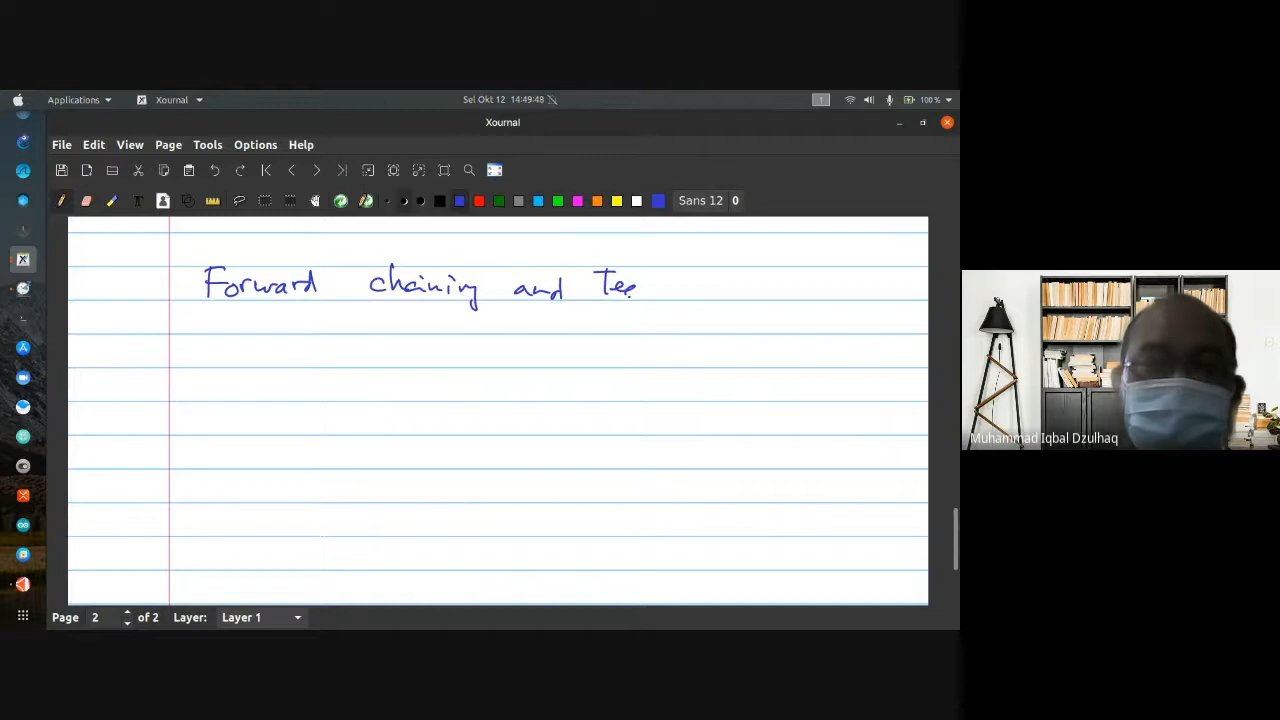 Applications
Xournal
Sel Okt 12 14:49:48
100 %
Xournal
File Edit View Page Tools Options Help
Sans 12 0
Forward chaining and Tee
Muhammad Iqbal Dzulhaq
Page 2 of 2 Layer: Layer 1